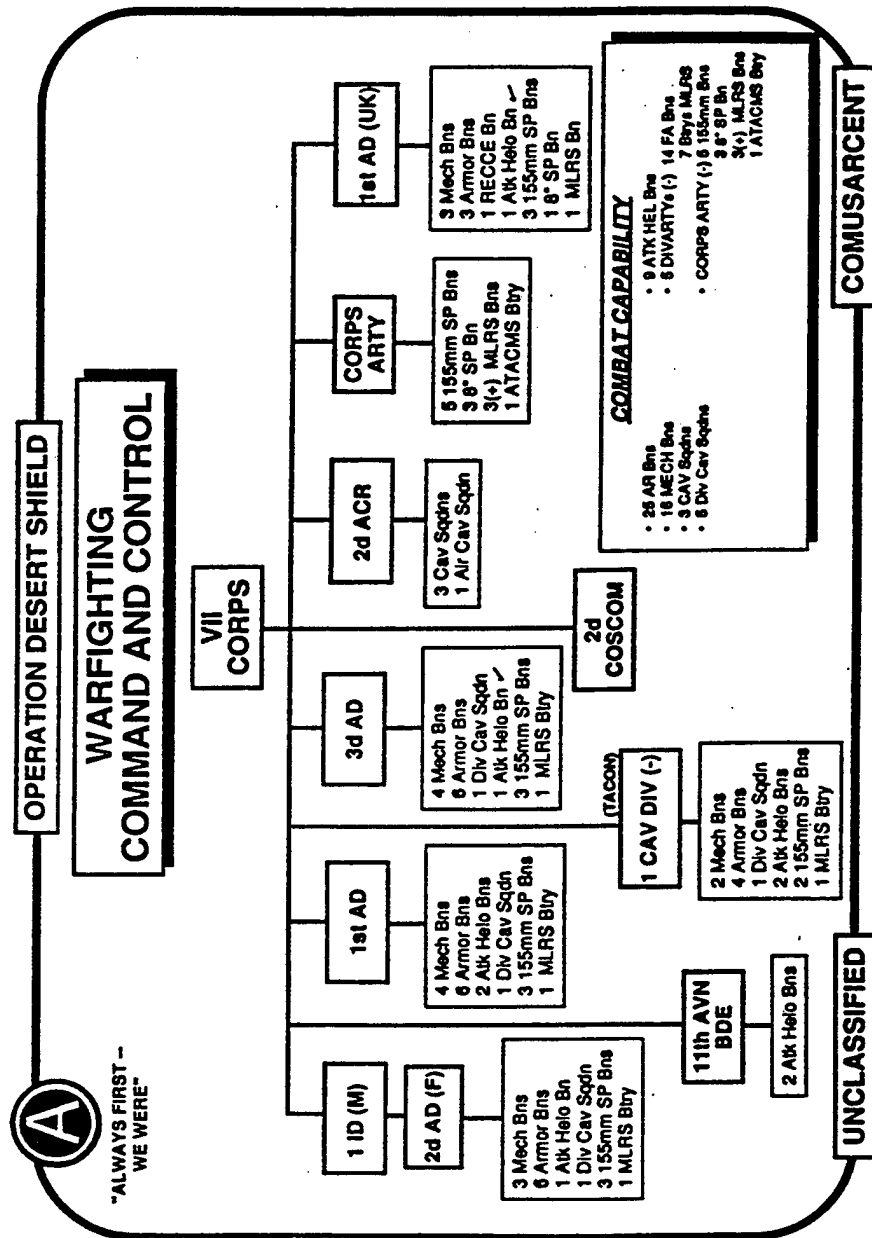 OPERATION DESERT SHIELD
A
"ALWAYS FIRST –
WE WERE"
WARFIGHTING
COMMAND AND CONTROL
VII
CORPS
1 ID (M)
2d AD (F)
3 Mech Bns
6 Armor Bns
1 Atk Helo Bn
1 Div Cav Sqdn
3 155mm SP Bns
1 MLRS Btry
1st AD
4 Mech Bns
6 Armor Bns
2 Atk Helo Bns
1 Div Cav Sqdn
3 155mm SP Bns
1 MLRS Btry
3d AD
4 Mech Bns
6 Armor Bns
1 Div Cav Sqdn
1 Atk Helo Bn ✓
3 155mm SP Bns
1 MLRS Btry
2d ACR
3 Cav Sqdns
1 Air Cav Sqdn
CORPS
ARTY
5 155mm SP Bns
3 8" SP Bn
3(+) MLRS Bns
1 ATACMS Btry
1st AD (UK)
3 Mech Bns
3 Armor Bns
1 RECCE Bn
1 Atk Helo Bn ✓
3 155mm SP Bns
1 8" SP Bn
1 MLRS Bn
11th AVN
BDE
2 Atk Helo Bns
(TACON)
1 CAV DIV (-)
2 Mech Bns
4 Armor Bns
1 Div Cav Sqdn
2 Atk Helo Bns
2 155mm SP Bns
1 MLRS Btry
2d
COSCOM
COMBAT CAPABILITY
• 25 AR Bns
• 16 MECH Bns
• 3 CAV Sqdns
• 5 Div Cav Sqdns
• 9 ATK HEL Bns
• 5 DIVARTYs (-) 14 FA Bns
7 Btrys MLRS
• CORPS ARTY (-) 5 155mm Bns
3 8" SP Bn
3(+) MLRS Bns
1 ATACMS Btry
UNCLASSIFIED
COMUSARCENT